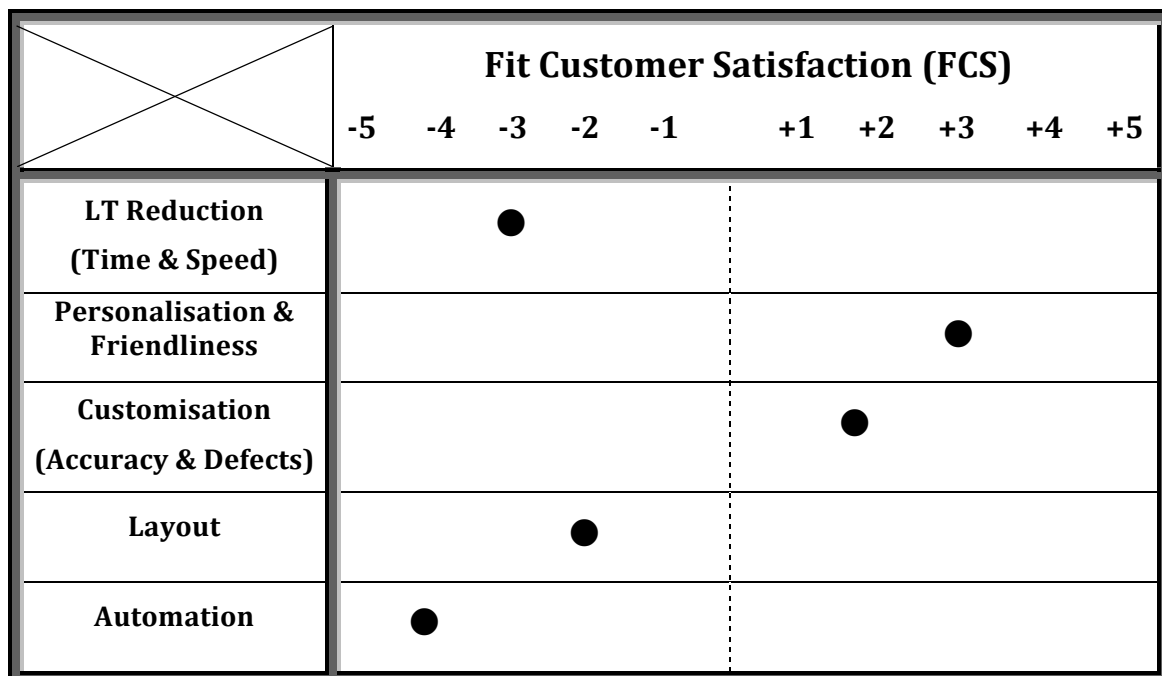 Fit Customer Satisfaction (FCS)
-5 -4 -3 -2 -1 +1 +2 +3 +4 +5
LT Reduction
(Time & Speed)
Personalisation &
Friendliness
Customisation
(Accuracy & Defects)
Layout
Automation